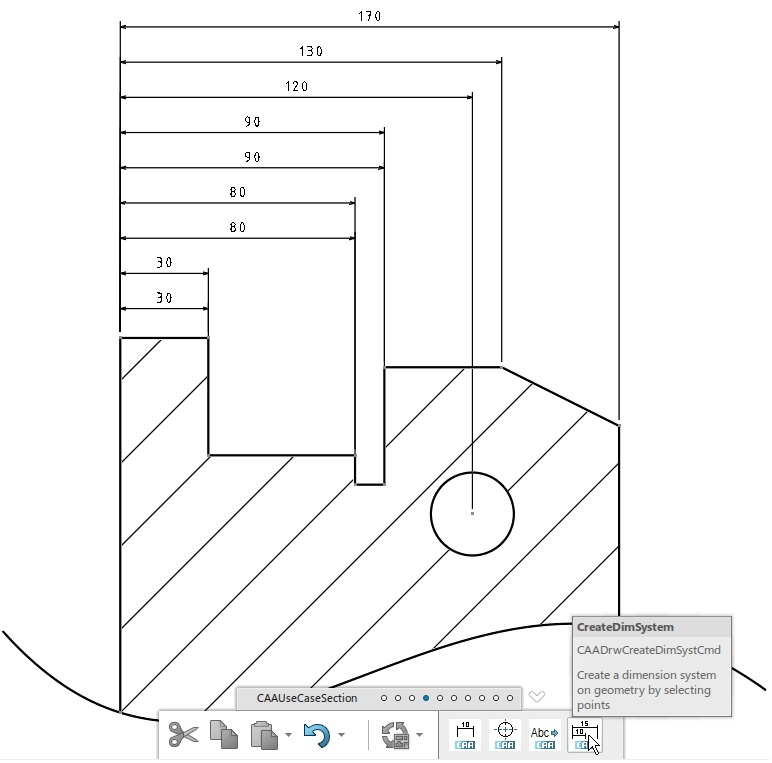 170
130
120
90
90
80
80
30
30
CreateDimSystem
CAADrwCreateDimSystCmd
Create a dimension system
on geometry by selecting
points
CAAUseCaseSection
10
CAA
CAA
Abc
CAA
15
10
CAA